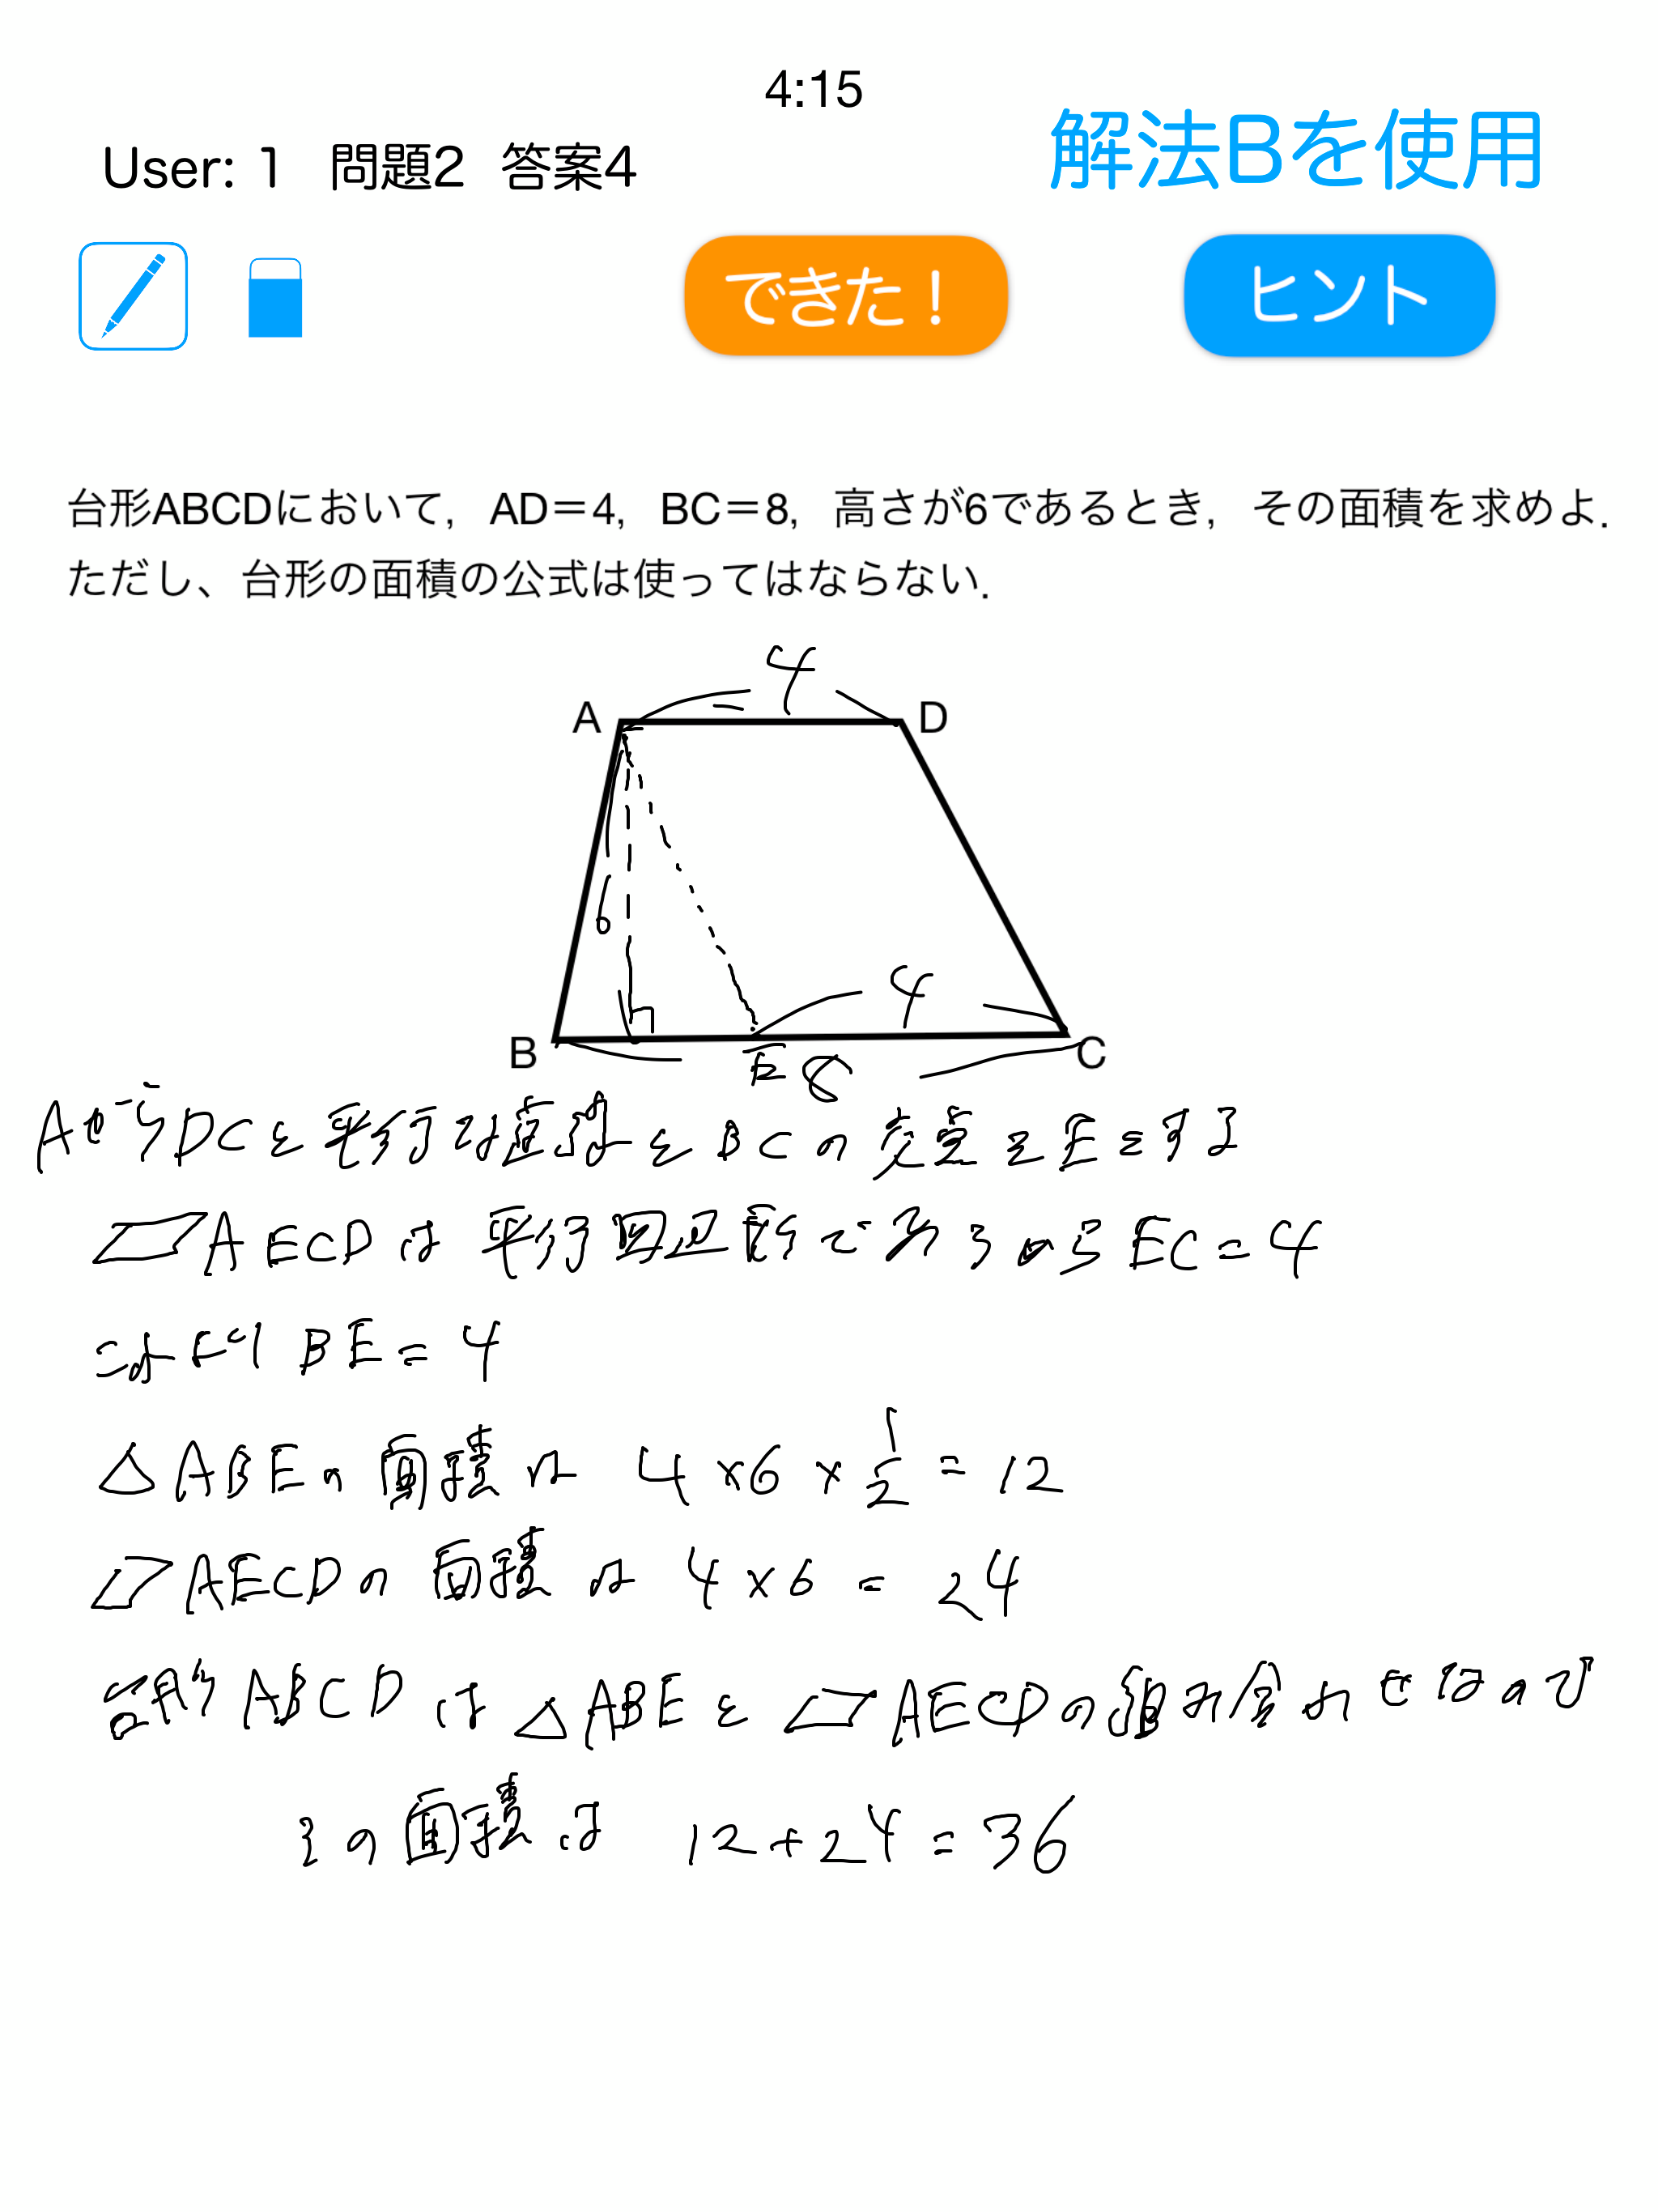 4:15
User: 1 問題2 答案4
解法Bを使用
できた！
ヒント
台形ABCDにおいて，AD＝4，BC＝8，高さが6であるとき，その面積を求めよ．
ただし、台形の面積の公式は使ってはならない．
4
A
D
6
4
B
E
8
C
AからDCと平行な直線とBCの交点をEとする
▱AECDは平行四辺形であるからEC=4
これより BE=4
△ABEの面積は 4×6×1/2=12
▱AECDの面積は 4×6=24
台形ABCDは△ABEと▱AECDの組み合わせなので
その面積は 12+24=36